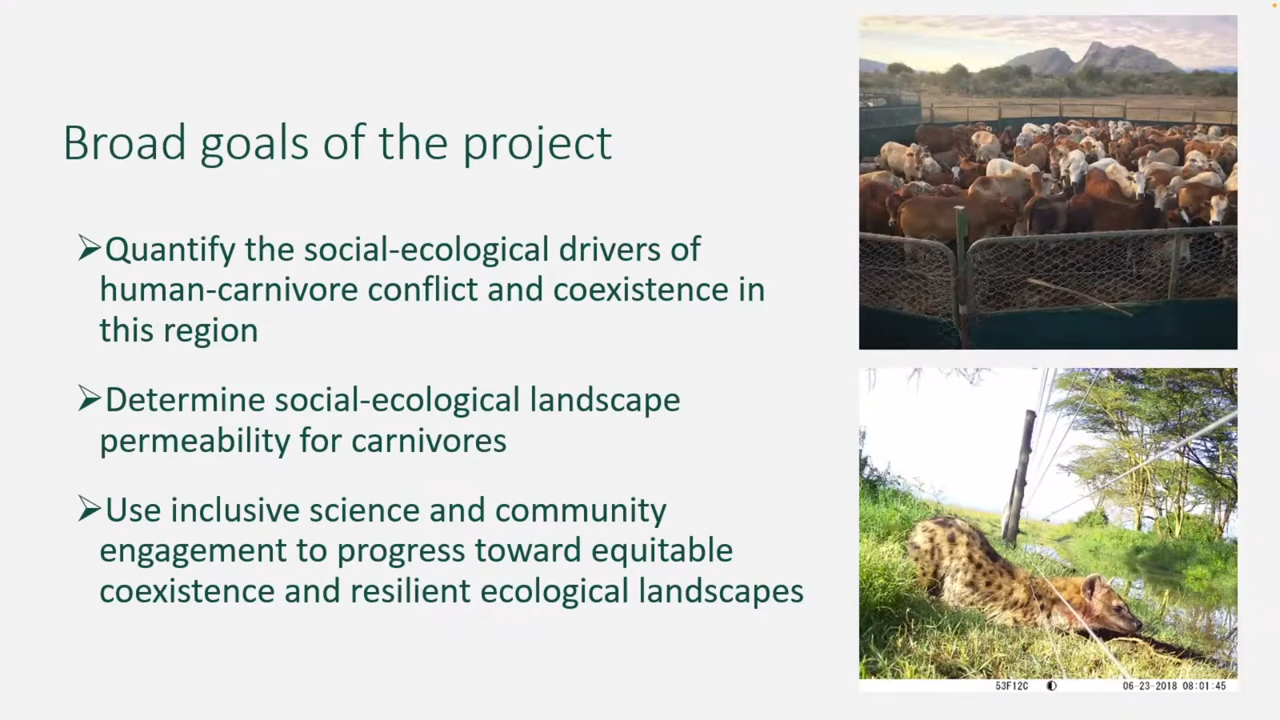 Broad goals of the project
➢Quantify the social-ecological drivers of
human-carnivore conflict and coexistence in
this region
➢Determine social-ecological landscape
permeability for carnivores
➢Use inclusive science and community
engagement to progress toward equitable
coexistence and resilient ecological landscapes
53F12C 06-23-2018 08:01:45